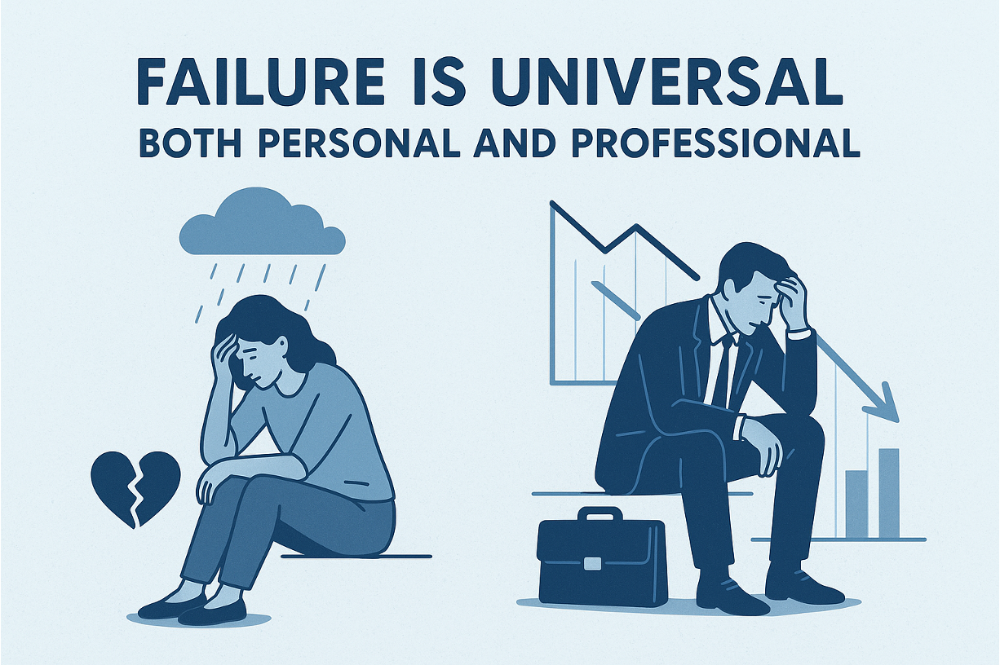 FAILURE IS UNIVERSAL
BOTH PERSONAL AND PROFESSIONAL